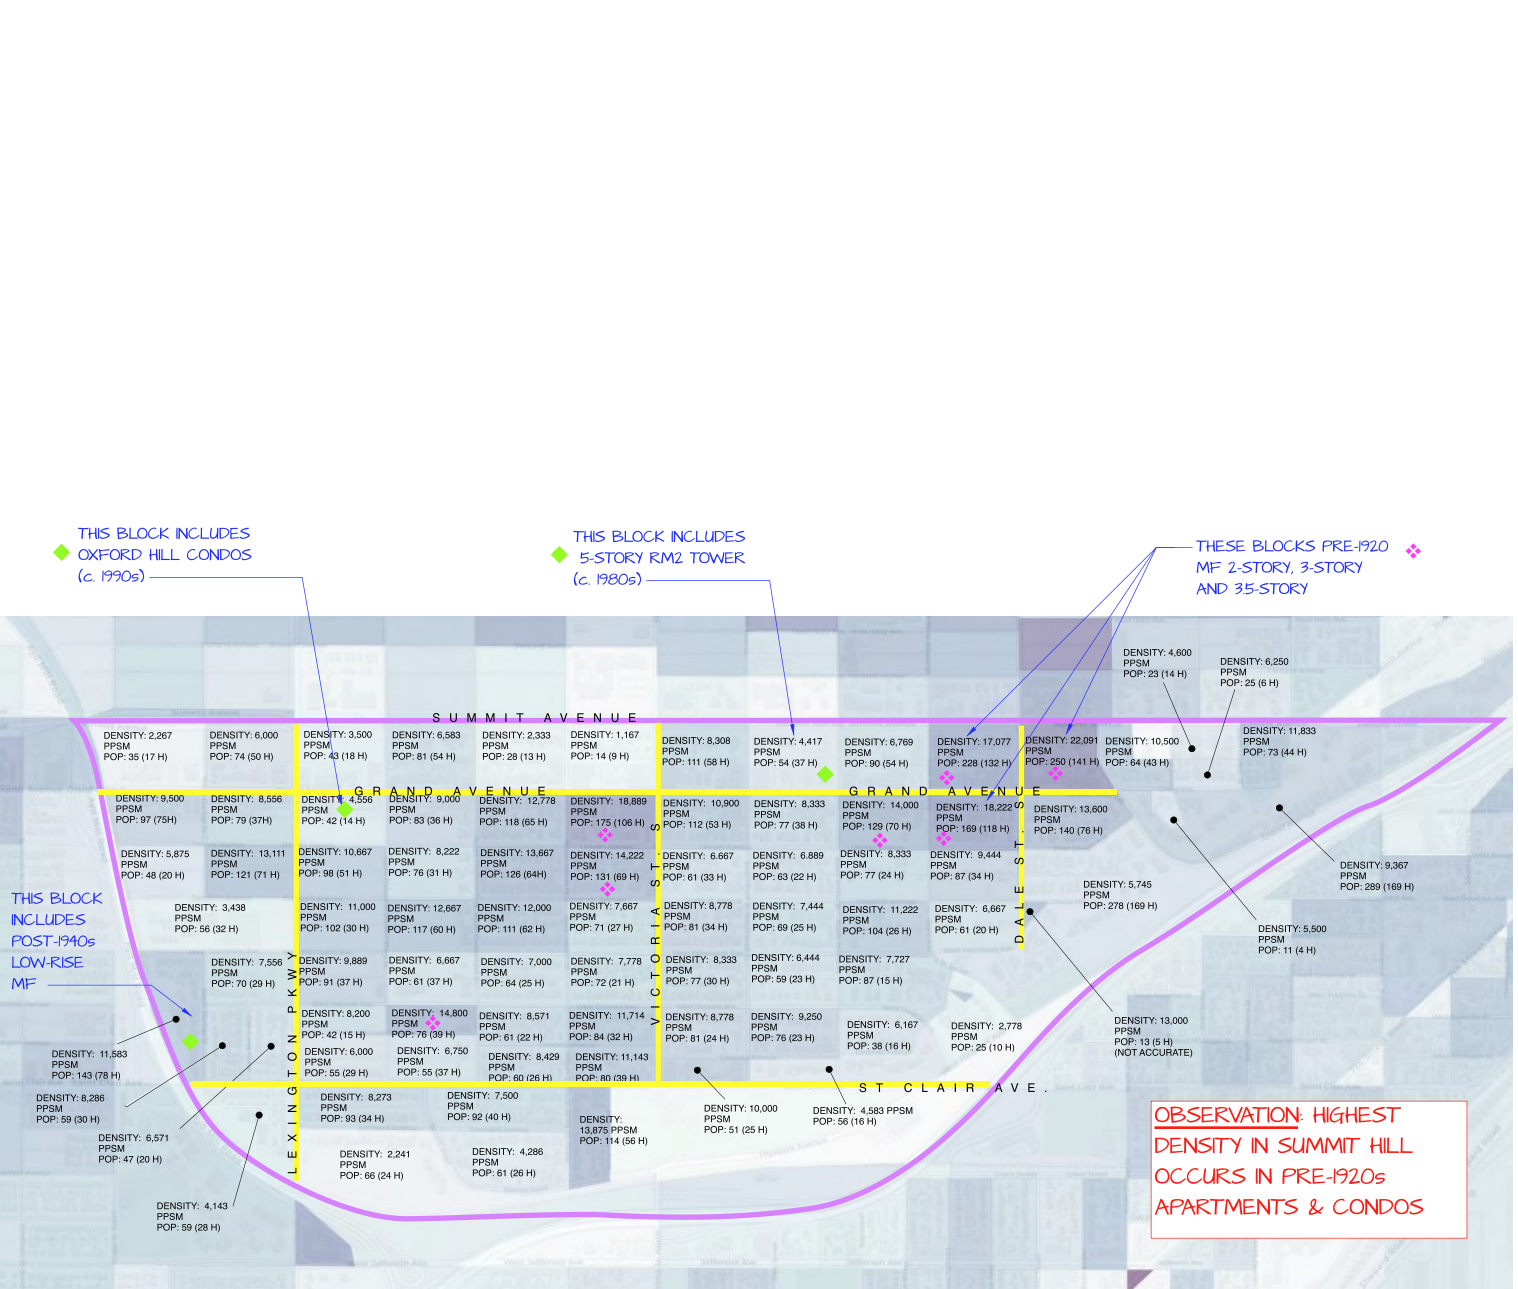 THIS BLOCK INCLUDES
OXFORD HILL CONDOS
(c. 1990s)
THIS BLOCK INCLUDES
5-STORY RM2 TOWER
(c. 1980s)
THESE BLOCKS PRE-1920
MF 2-STORY, 3-STORY
AND 3.5-STORY
DENSITY: 4,600
PPSM
POP: 23 (14 H)
DENSITY: 6,250
PPSM
POP: 25 (6 H)
SUMMIT AVENUE
DENSITY: 2,267
PPSM
POP: 35 (17 H)
DENSITY: 6,000
PPSM
POP: 74 (50 H)
DENSITY: 3,500
PPSM
POP: 43 (18 H)
DENSITY: 6,583
PPSM
POP: 81 (54 H)
DENSITY: 2,333
PPSM
POP: 28 (13 H)
DENSITY: 1,167
PPSM
POP: 14 (9 H)
DENSITY: 8,308
PPSM
POP: 111 (58 H)
DENSITY: 4,417
PPSM
POP: 54 (37 H)
DENSITY: 6,769
PPSM
POP: 90 (54 H)
DENSITY: 17,077
PPSM
POP: 228 (132 H)
DENSITY: 22,091
PPSM
POP: 250 (141 H)
DENSITY: 10,500
PPSM
POP: 64 (43 H)
DENSITY: 11,833
PPSM
POP: 73 (44 H)
GRAND AVENUE
GRAND AVENUE
DENSITY: 9,500
PPSM
POP: 97 (75H)
DENSITY: 8,556
PPSM
POP: 79 (37H)
DENSITY: 4,556
PPSM
POP: 42 (14 H)
DENSITY: 9,000
PPSM
POP: 83 (36 H)
DENSITY: 12,778
PPSM
POP: 118 (65 H)
DENSITY: 18,889
PPSM
POP: 175 (106 H)
DENSITY: 10,900
PPSM
POP: 112 (53 H)
DENSITY: 8,333
PPSM
POP: 77 (38 H)
DENSITY: 14,000
PPSM
POP: 129 (70 H)
DENSITY: 18,222
PPSM
POP: 169 (118 H)
DENSITY: 13,600
PPSM
POP: 140 (76 H)
DENSITY: 5,875
PPSM
POP: 48 (20 H)
DENSITY: 13,111
PPSM
POP: 121 (71 H)
DENSITY: 10,667
PPSM
POP: 98 (51 H)
DENSITY: 8,222
PPSM
POP: 76 (31 H)
DENSITY: 13,667
PPSM
POP: 126 (64H)
DENSITY: 14,222
PPSM
POP: 131 (69 H)
DENSITY: 6.667
PPSM
POP: 61 (33 H)
DENSITY: 6.889
PPSM
POP: 63 (22 H)
DENSITY: 8,333
PPSM
POP: 77 (24 H)
DENSITY: 9,444
PPSM
POP: 87 (34 H)
DENSITY: 9,367
PPSM
POP: 289 (169 H)
DENSITY: 5,745
PPSM
POP: 278 (169 H)
THIS BLOCK
INCLUDES
POST-1940s
LOW-RISE
MF
DENSITY: 3,438
PPSM
POP: 56 (32 H)
DENSITY: 11,000
PPSM
POP: 102 (30 H)
DENSITY: 12,667
PPSM
POP: 117 (60 H)
DENSITY: 12,000
PPSM
POP: 111 (62 H)
DENSITY: 7,667
PPSM
POP: 71 (27 H)
DENSITY: 8,778
PPSM
POP: 81 (34 H)
DENSITY: 7,444
PPSM
POP: 69 (25 H)
DENSITY: 11,222
PPSM
POP: 104 (26 H)
DENSITY: 6,667
PPSM
POP: 61 (20 H)
DALE ST.
DENSITY: 5,500
PPSM
POP: 11 (4 H)
DENSITY: 7,556
PPSM
POP: 70 (29 H)
DENSITY: 9,889
PPSM
POP: 91 (37 H)
DENSITY: 6,667
PPSM
POP: 61 (37 H)
DENSITY: 7,000
PPSM
POP: 64 (25 H)
DENSITY: 7,778
PPSM
POP: 72 (21 H)
VICTORIA ST.
DENSITY: 8,333
PPSM
POP: 77 (30 H)
DENSITY: 6,444
PPSM
POP: 59 (23 H)
DENSITY: 7,727
PPSM
POP: 87 (15 H)
DENSITY: 8,200
PPSM
POP: 42 (15 H)
DENSITY: 14,800
PPSM
POP: 76 (39 H)
DENSITY: 8,571
PPSM
POP: 61 (22 H)
DENSITY: 11,714
PPSM
POP: 84 (32 H)
DENSITY: 8,778
PPSM
POP: 81 (24 H)
DENSITY: 9,250
PPSM
POP: 76 (23 H)
DENSITY: 6,167
PPSM
POP: 38 (16 H)
DENSITY: 2,778
PPSM
POP: 25 (10 H)
DENSITY: 13,000
PPSM
POP: 13 (5 H)
(NOT ACCURATE)
DENSITY: 11,583
PPSM
POP: 143 (78 H)
DENSITY: 6,000
PPSM
POP: 55 (29 H)
DENSITY: 6,750
PPSM
POP: 55 (37 H)
DENSITY: 8,429
PPSM
POP: 60 (26 H)
DENSITY: 11,143
PPSM
POP: 80 (39 H)
ST CLAIR AVE.
DENSITY: 8,286
PPSM
POP: 59 (30 H)
LEXINGTON PKWY
DENSITY: 8,273
PPSM
POP: 93 (34 H)
DENSITY: 7,500
PPSM
POP: 92 (40 H)
DENSITY:
13,875 PPSM
POP: 114 (56 H)
DENSITY: 10,000
PPSM
POP: 51 (25 H)
DENSITY: 4,583 PPSM
POP: 56 (16 H)
DENSITY: 6,571
PPSM
POP: 47 (20 H)
DENSITY: 2,241
PPSM
POP: 66 (24 H)
DENSITY: 4,286
PPSM
POP: 61 (26 H)
DENSITY: 4,143
PPSM
POP: 59 (28 H)
OBSERVATION: HIGHEST
DENSITY IN SUMMIT HILL
OCCURS IN PRE-1920s
APARTMENTS & CONDOS